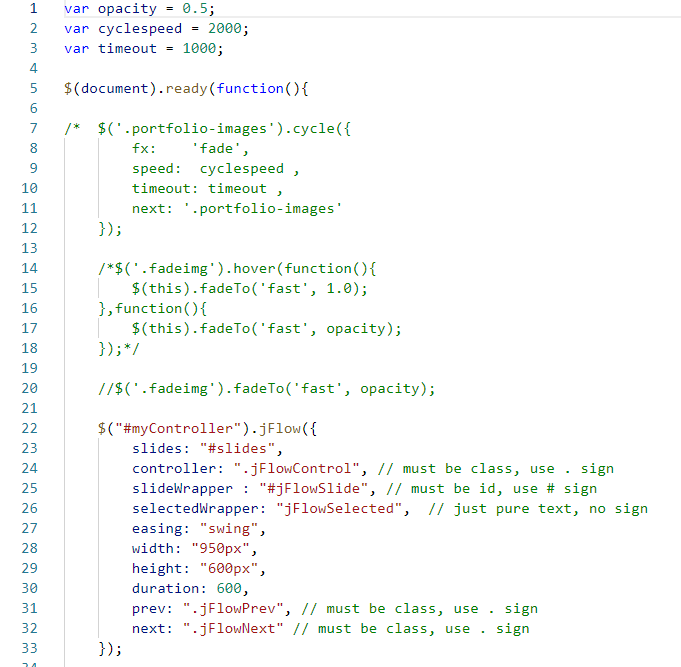 1 var opacity = 0.5;
2 var cyclespeed = 2000;
3 var timeout = 1000;
4
5 $(document).ready(function(){
6
7 /*  $('.portfolio-images').cycle({
8         fx:    'fade',
9         speed:  cyclespeed ,
10         timeout: timeout ,
11         next: '.portfolio-images'
12     });
13
14     /*$('.fadeimg').hover(function(){
15         $(this).fadeTo('fast', 1.0);
16     },function(){
17         $(this).fadeTo('fast', opacity);
18     });*/
19
20     //$('.fadeimg').fadeTo('fast', opacity);
21
22     $("#myController").jFlow({
23         slides: "#slides",
24         controller: ".jFlowControl", // must be class, use . sign
25         slideWrapper : "#jFlowSlide", // must be id, use # sign
26         selectedWrapper: "jFlowSelected",  // just pure text, no sign
27         easing: "swing",
28         width: "950px",
29         height: "600px",
30         duration: 600,
31         prev: ".jFlowPrev", // must be class, use . sign
32         next: ".jFlowNext" // must be class, use . sign
33     });